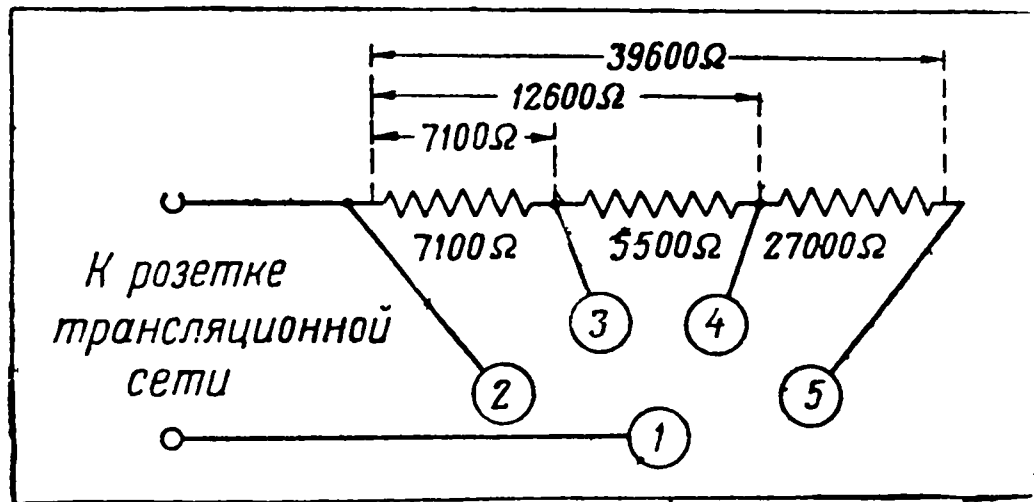 39600Ω
12600Ω
7100Ω
7100Ω 5500Ω 27000Ω
К розетке
трансляционной
сети
3 4
2 5
1